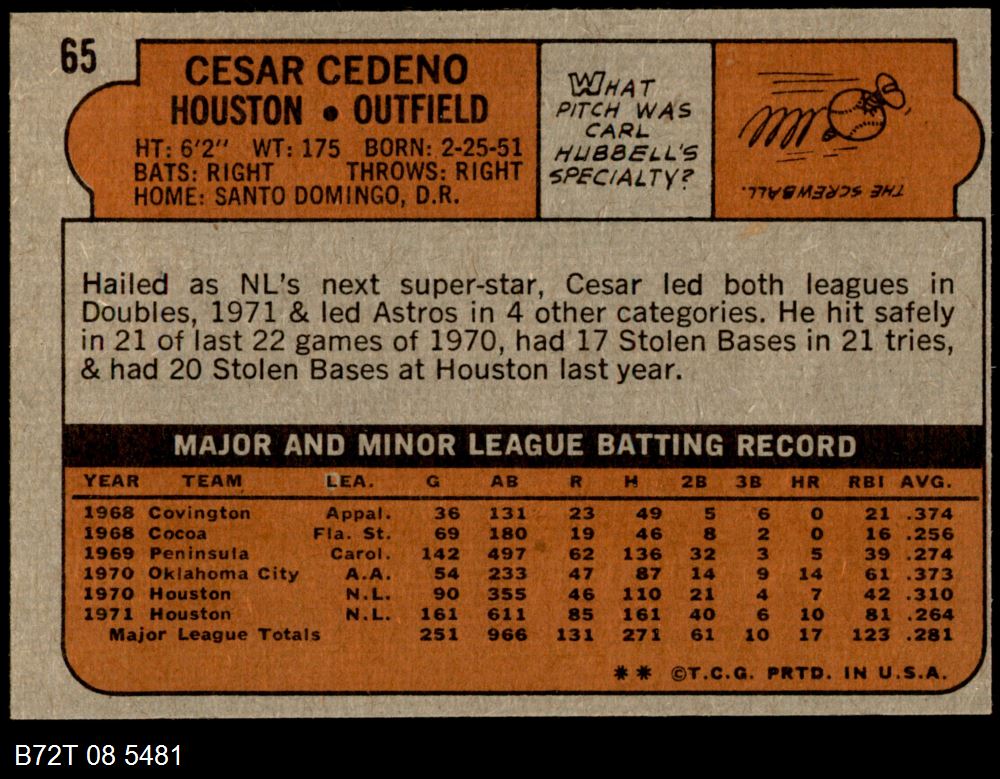 65
CESAR CEDENO
HOUSTON • OUTFIELD
HT: 6'2" WT: 175 BORN: 2-25-51
BATS: RIGHT THROWS: RIGHT
HOME: SANTO DOMINGO, D.R.
WHAT
PITCH WAS
CARL
HUBBELL'S
SPECIALTY?
THE SCREWBALL.
Hailed as NL's next super-star, Cesar led both leagues in
Doubles, 1971 & led Astros in 4 other categories. He hit safely
in 21 of last 22 games of 1970, had 17 Stolen Bases in 21 tries,
& had 20 Stolen Bases at Houston last year.
MAJOR AND MINOR LEAGUE BATTING RECORD
YEAR TEAM LEA. G AB R H 2B 3B HR RBI AVG.
1968 Covington Appal. 36 131 23 49 5 6 0 21 .374
1968 Cocoa Fla. St. 69 180 19 46 8 2 0 16 .256
1969 Peninsula Carol. 142 497 62 136 32 3 5 39 .274
1970 Oklahoma City A.A. 54 233 47 87 14 9 14 61 .373
1970 Houston N.L. 90 355 46 110 21 4 7 42 .310
1971 Houston N.L. 161 611 85 161 40 6 10 81 .264
Major League Totals 251 966 131 271 61 10 17 123 .281
** ©T.C.G. PRTD. IN U.S.A.
B72T 08 5481